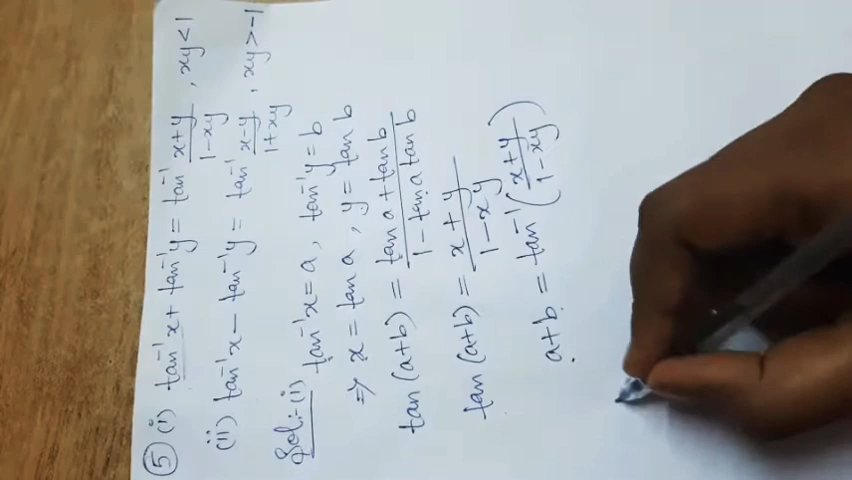 ⑤ (i) tan⁻¹x + tan⁻¹y = tan⁻¹ (x+y)/(1-xy), xy<1
(ii) tan⁻¹x - tan⁻¹y = tan⁻¹ (x-y)/(1+xy), xy>-1
Sol:-(i) tan⁻¹x = a, tan⁻¹y = b
⇒ x = tan a, y = tan b
tan (a+b) = (tan a + tan b)/(1 - tan a tan b)
tan (a+b) = (x+y)/(1-xy)
a+b = tan⁻¹((x+y)/(1-xy))